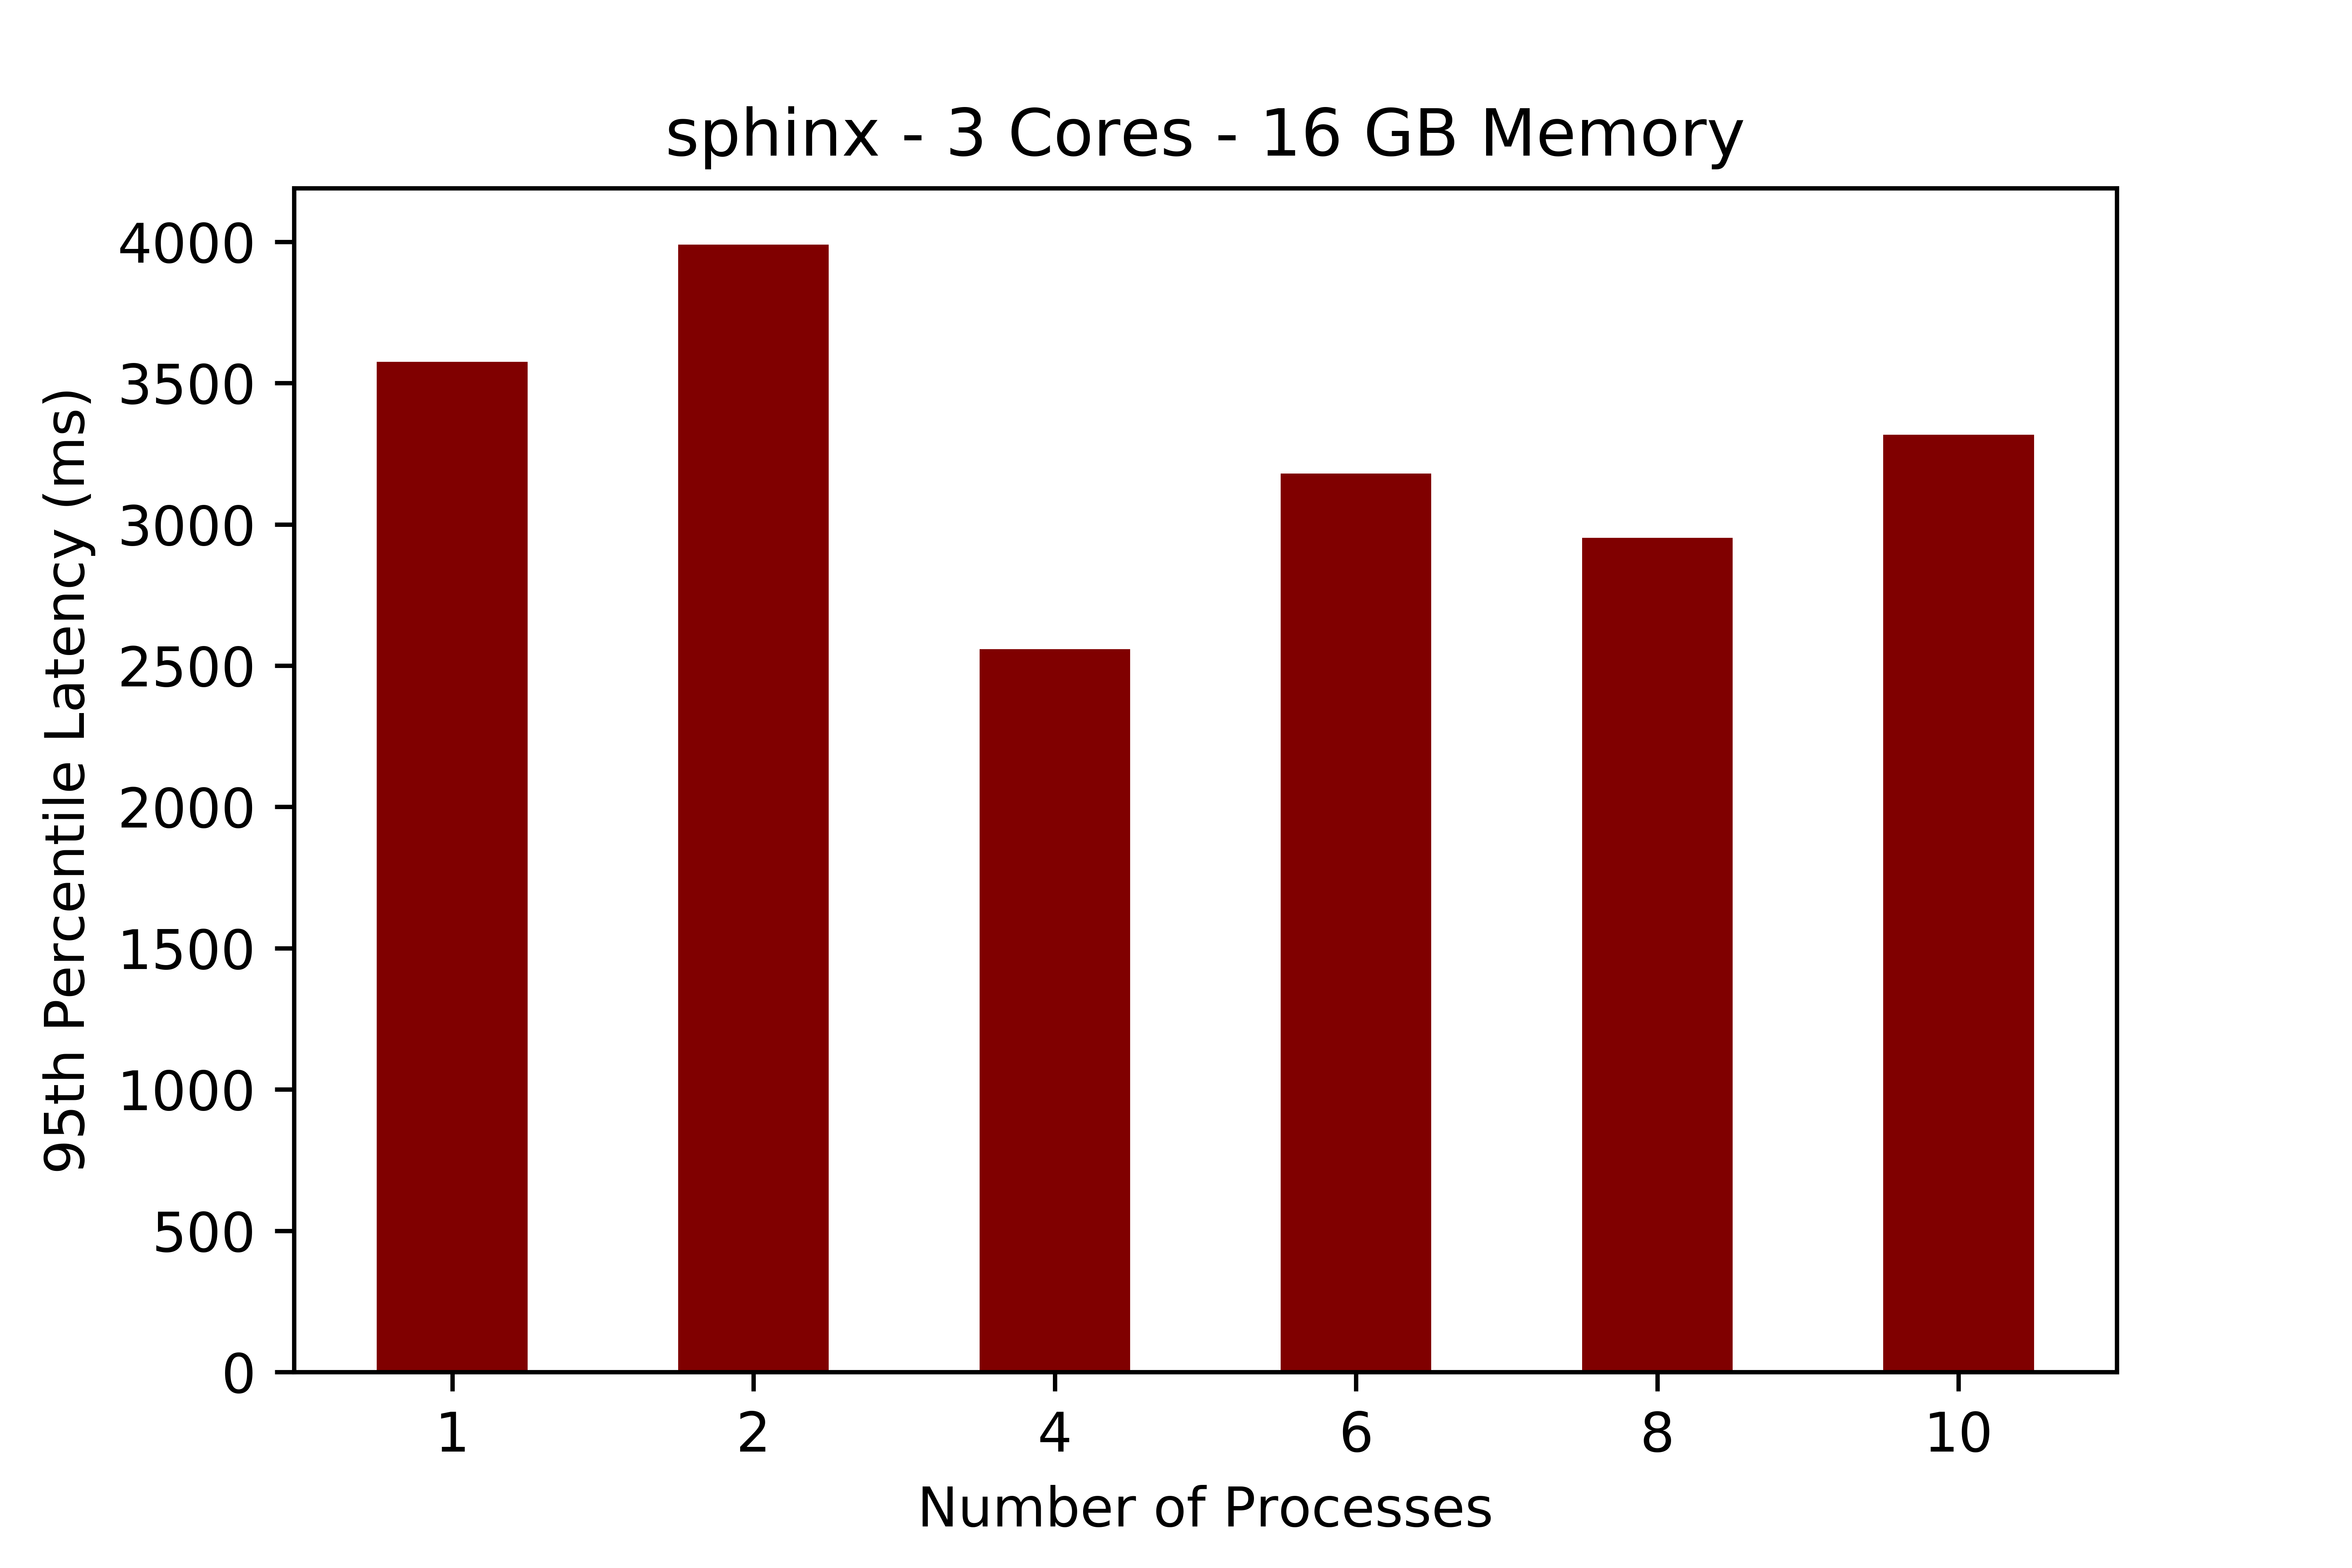 sphinx - 3 Cores - 16 GB Memory
95th Percentile Latency (ms)
4000
3500
3000
2500
2000
1500
1000
500
0
1 2 4 6 8 10
Number of Processes